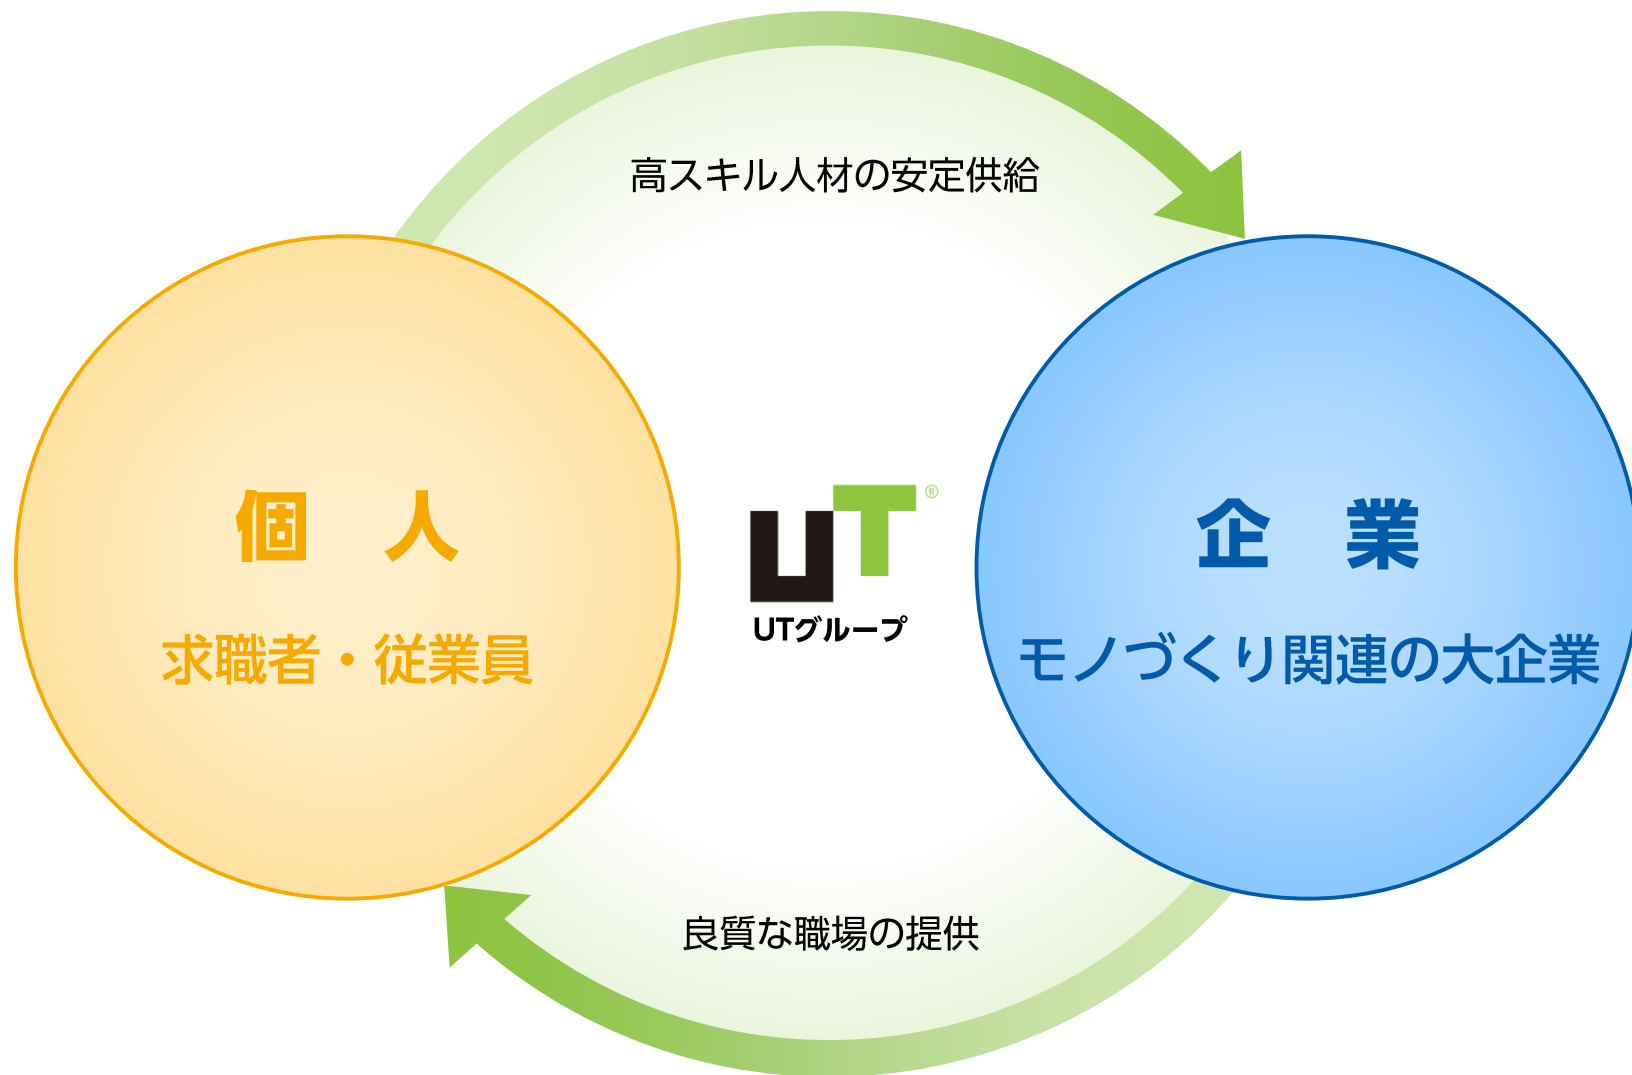 高スキル人材の安定供給
個　人
求職者・従業員
UT®
UTグループ
企　業
モノづくり関連の大企業
良質な職場の提供